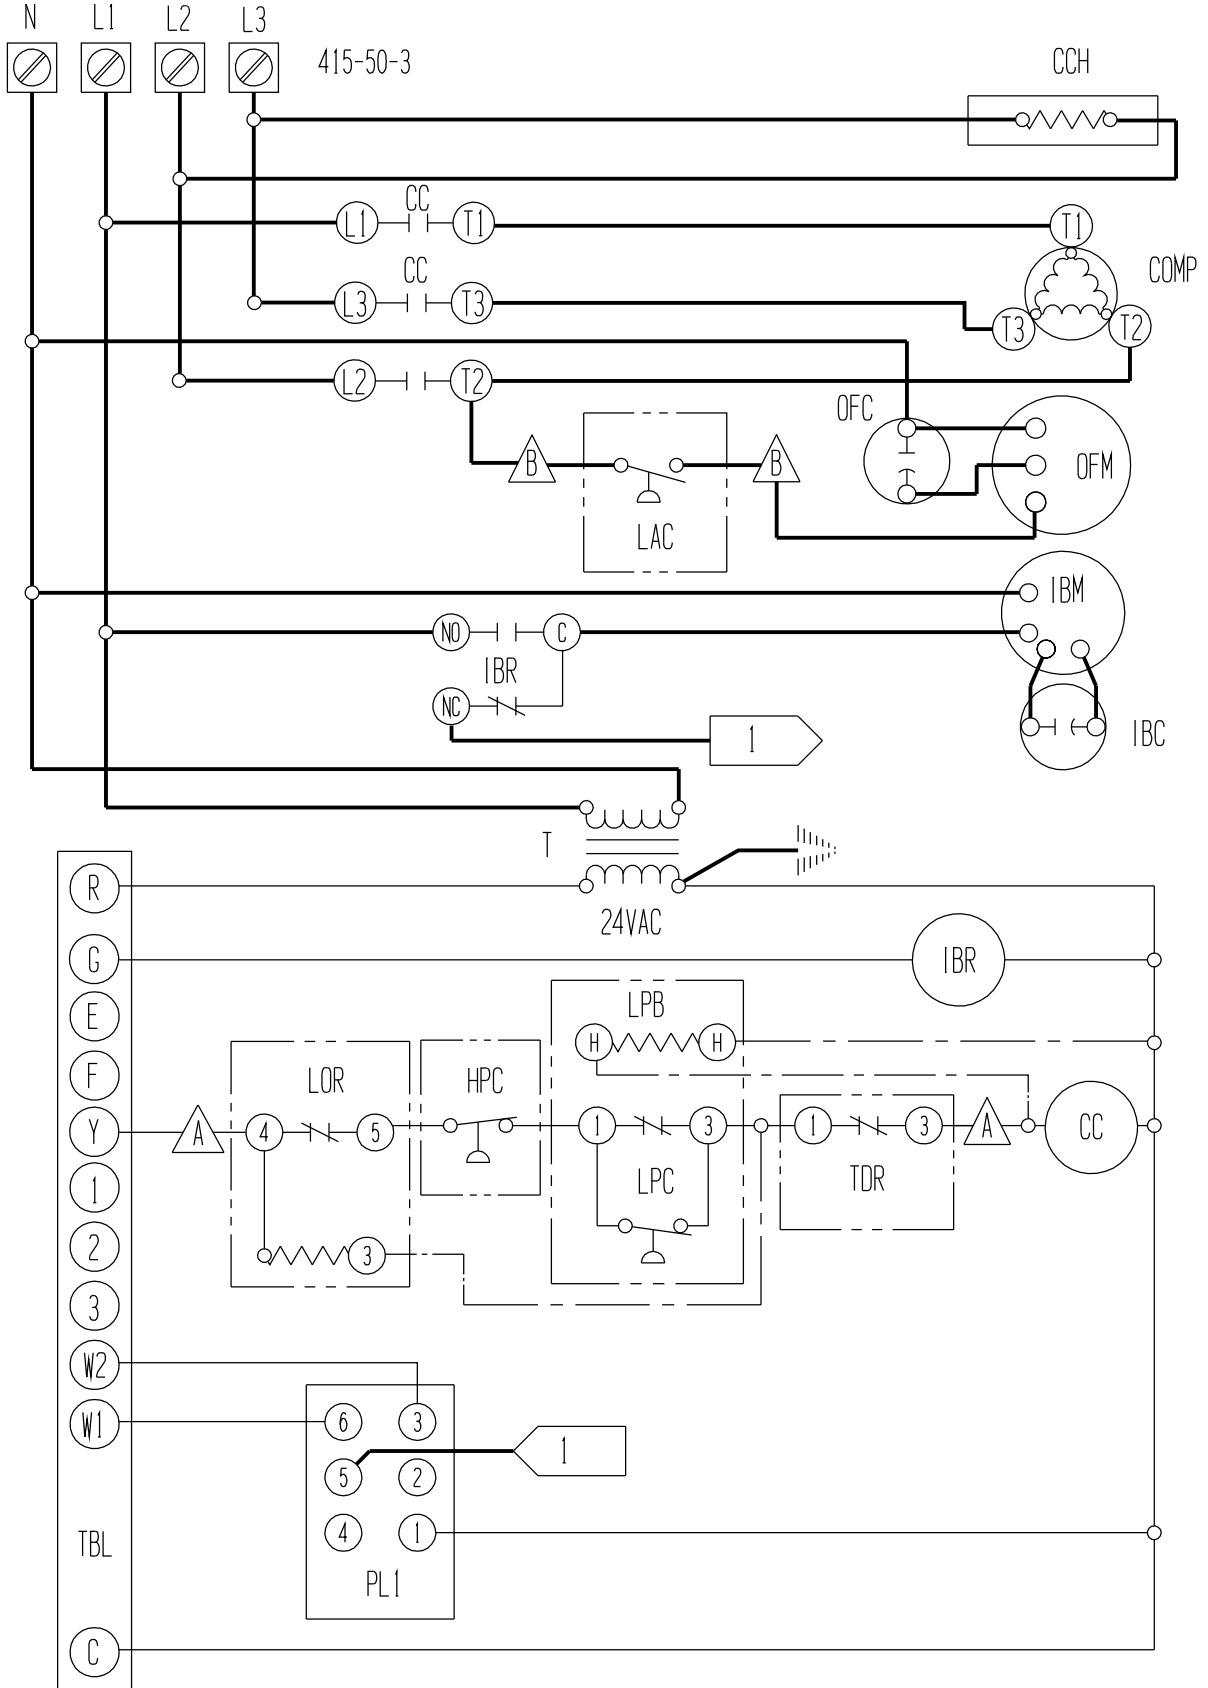 N L1 L2 L3
415-50-3
CCH
CC
L1 T1 T1
CC
COMP
L3 T3 T3 T2
L2 T2
OFC
B B
OFM
LAC
IBM
NO C
IBR
NC
1
IBC
T
R
24VAC
G IBR
LPB
E
H H
F LOR HPC
Y A 4 5 1 3 1 3 A CC
LPC TDR
1
2
3
3
W2
W1 6 3
1
5 2
4 1
TBL
PL1
C